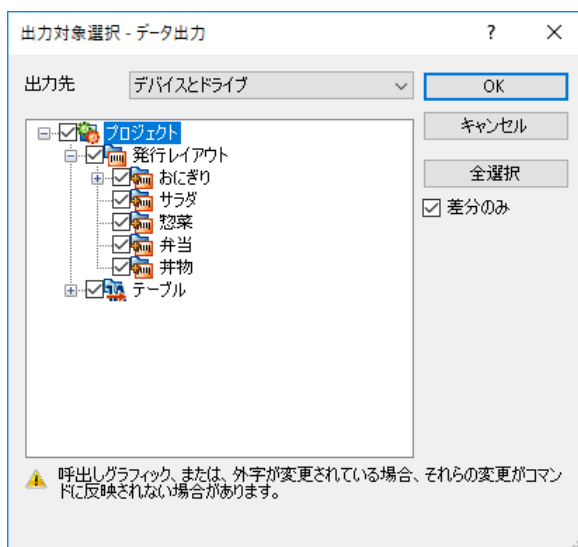 出力対象選択 - データ出力
?
出力先
デバイスとドライブ
OK
キャンセル
全選択
差分のみ
プロジェクト
発行レイアウト
おにぎり
サラダ
惣菜
弁当
丼物
テーブル
呼出しグラフィック、または、外字が変更されている場合、それらの変更がコマン
ドに反映されない場合があります。